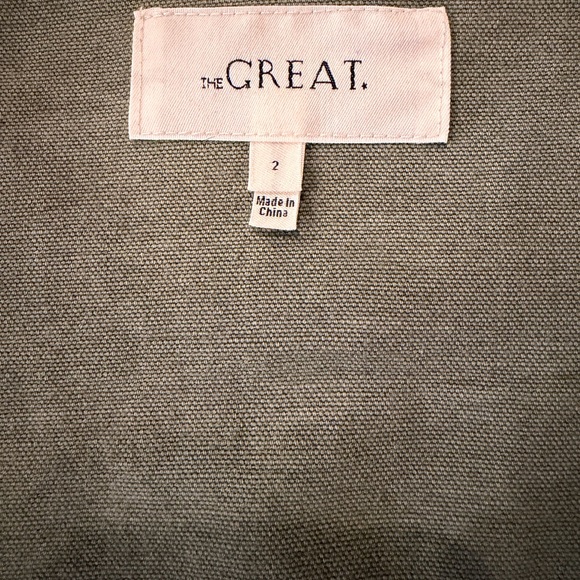 THE GREAT.
2
Made In
China